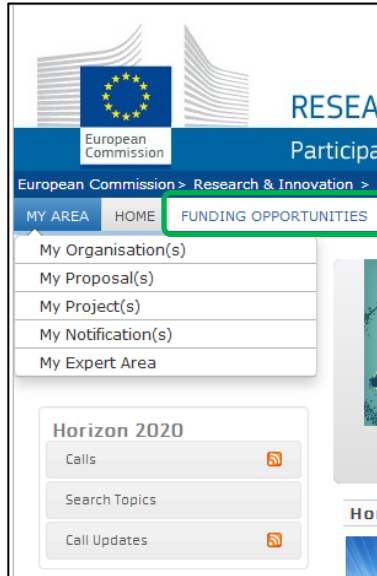 European
Commission
RESEA
Participa
European Commission > Research & Innovation >
MY AREA HOME FUNDING OPPORTUNITIES
My Organisation(s)
My Proposal(s)
My Project(s)
My Notification(s)
My Expert Area
Horizon 2020
Calls
Search Topics
Call Updates
Ho